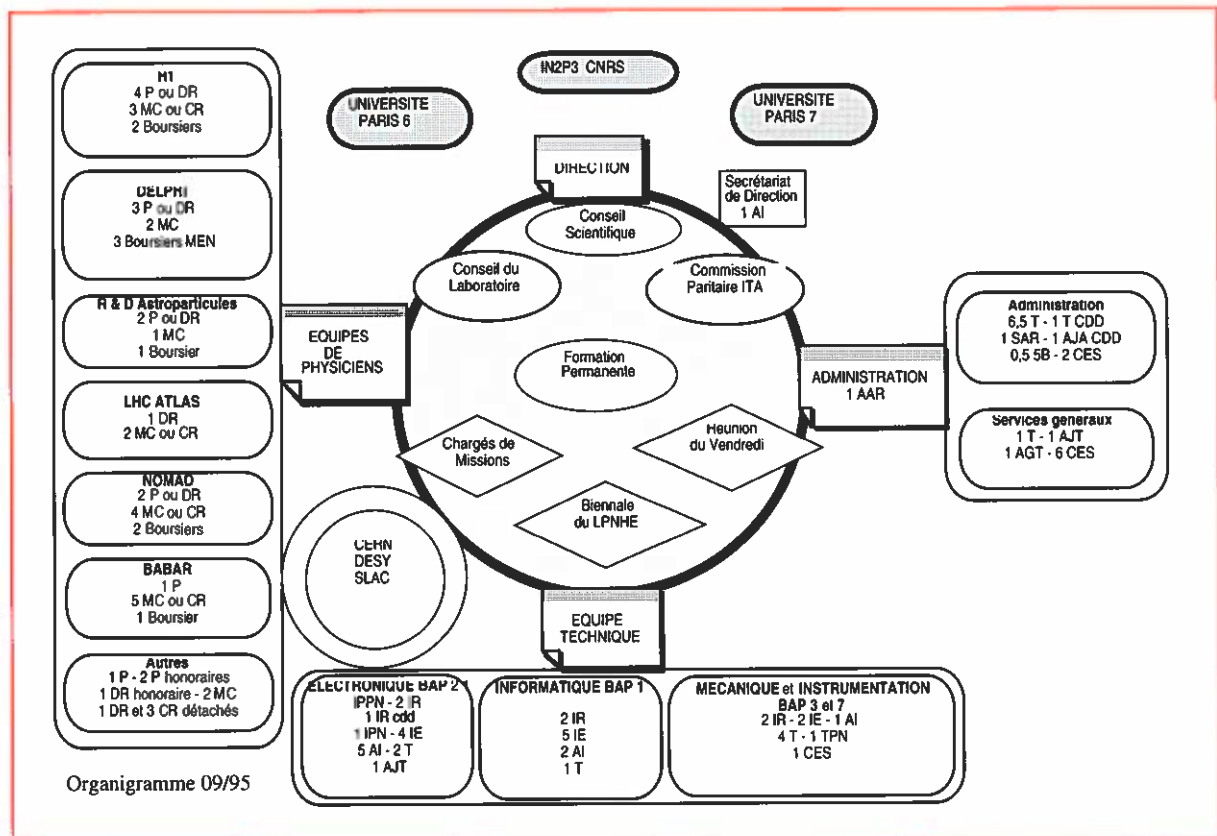 IN2P3 CNRS
UNIVERSITE
PARIS 6
UNIVERSITE
PARIS 7
DIRECTION
Secrétariat
de Direction
1 AI
Conseil
Scientifique
Conseil du
Laboratoire
Commission
Paritaire ITA
Formation
Permanente
Chargés de
Missions
Réunion
du Vendredi
Biennale
du LPNHE
H1
4 P ou DR
3 MC ou CR
2 Boursiers
DELPHI
3 P ou DR
2 MC
3 Boursiers MEN
R & D Astroparticules
2 P ou DR
1 MC
1 Boursier
LHC ATLAS
1 DR
2 MC ou CR
NOMAD
2 P ou DR
4 MC ou CR
2 Boursiers
BABAR
1 P
5 MC ou CR
1 Boursier
Autres
1 P - 2 P honoraires
1 DR honoraire - 2 MC
1 DR et 3 CR détachés
EQUIPES
DE
PHYSICIENS
ADMINISTRATION
1 AAR
Administration
6,5 T - 1 T CDD
1 SAR - 1 AJA CDD
0,5 5B - 2 CES
Services generaux
1 T - 1 AJT
1 AGT - 6 CES
CERN
DESY
SLAC
EQUIPE
TECHNIQUE
ELECTRONIQUE BAP 2
IPPN - 2 IR
1 IR cdd
1 IPN - 4 IE
5 AI - 2 T
1 AJT
INFORMATIQUE BAP 1
2 IR
5 IE
2 AI
1 T
MECANIQUE et INSTRUMENTATION
BAP 3 et 7
2 IR - 2 IE - 1 AI
4 T - 1 TPN
1 CES
Organigramme 09/95